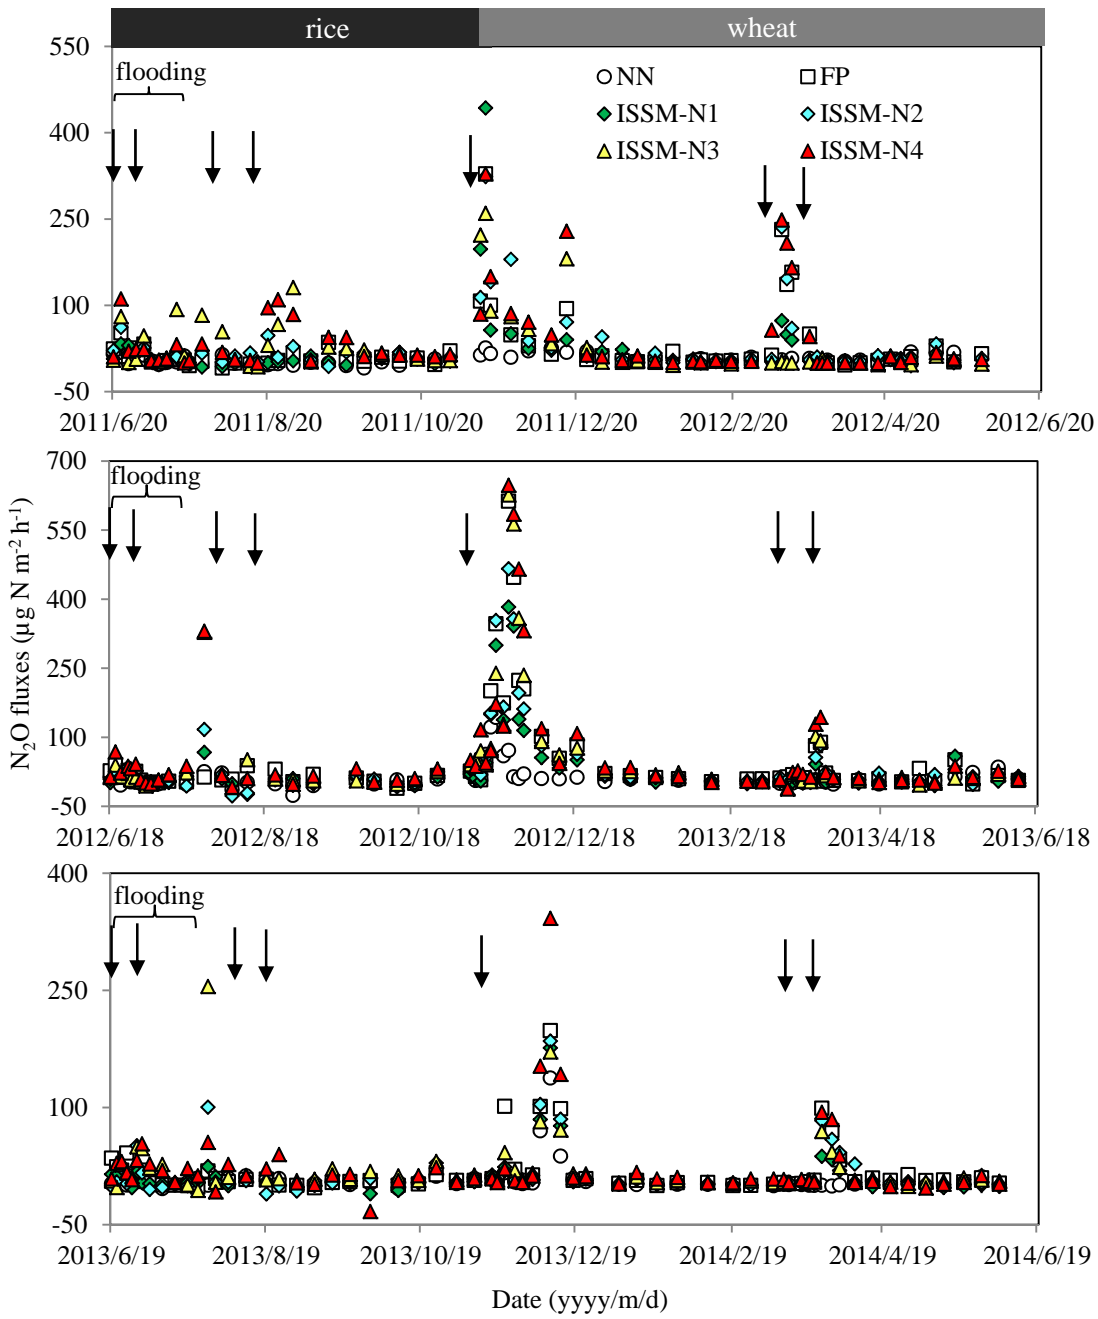 rice wheat
550
flooding
NN FP
ISSM-N1 ISSM-N2
ISSM-N3 ISSM-N4
400
250
100
-50
2011/6/20 2011/8/20 2011/10/20 2011/12/20 2012/2/20 2012/4/20 2012/6/20
700
flooding
550
400
250
100
-50
2012/6/18 2012/8/18 2012/10/18 2012/12/18 2013/2/18 2013/4/18 2013/6/18
N₂O fluxes (µg N m⁻² h⁻¹)
400
flooding
250
100
-50
2013/6/19 2013/8/19 2013/10/19 2013/12/19 2014/2/19 2014/4/19 2014/6/19
Date (yyyy/m/d)